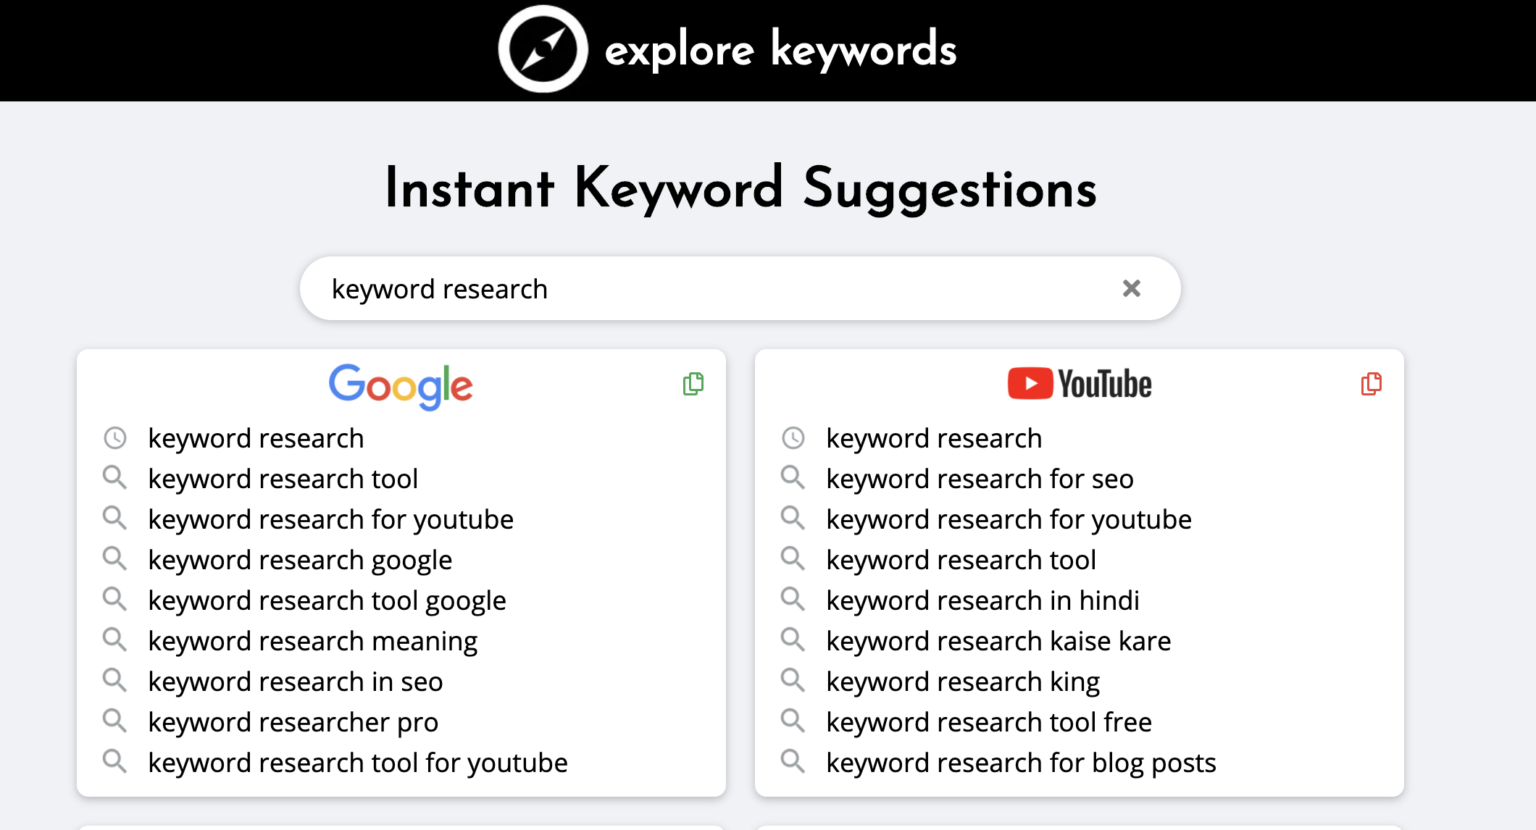 explore keywords
Instant Keyword Suggestions
keyword research
Google
keyword research
keyword research tool
keyword research for youtube
keyword research google
keyword research tool google
keyword research meaning
keyword research in seo
keyword researcher pro
keyword research tool for youtube
YouTube
keyword research
keyword research for seo
keyword research for youtube
keyword research tool
keyword research in hindi
keyword research kaise kare
keyword research king
keyword research tool free
keyword research for blog posts